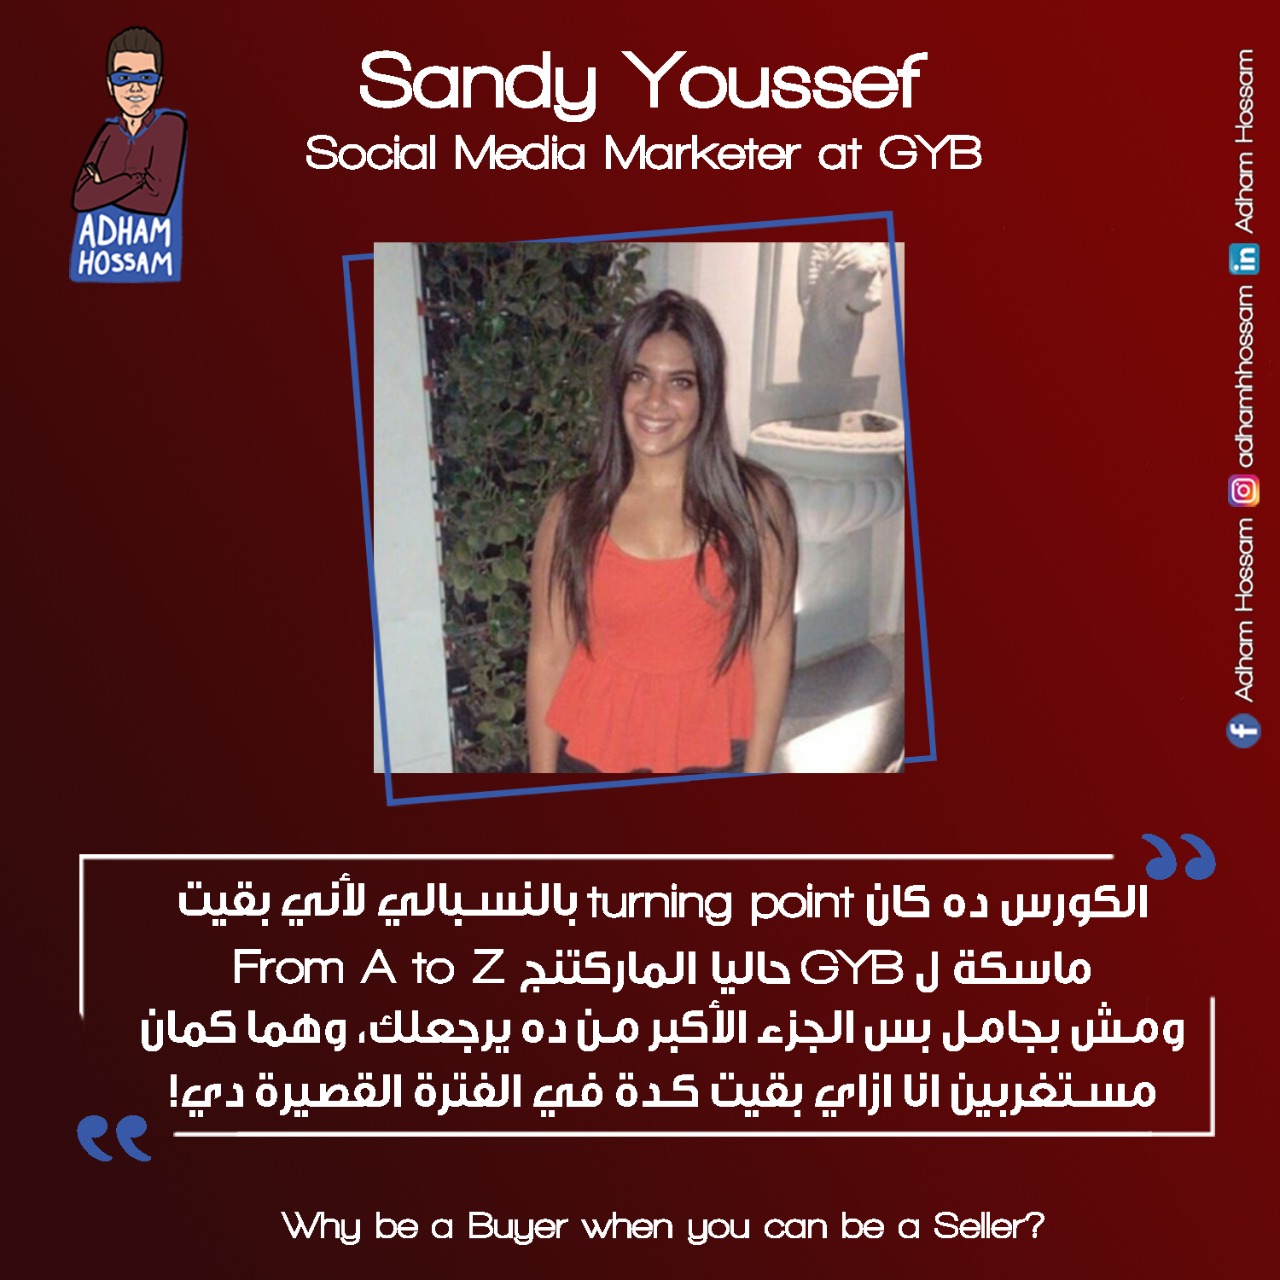 Sandy Youssef
Social Media Marketer at GYB
ADHAM
HOSSAM
Adham Hossam
adhamhhossam
Adham Hossam
الكورس ده كان turning point بالنسبالي لأني بقيت
ماسكة ل GYB حاليا الماركتنج From A to Z
ومش بجامل بس الجزء الأكبر من ده يرجعلك، وهما كمان
مستغربين انا ازاي بقيت كدة في الفترة القصيرة دي!
Why be a Buyer when you can be a Seller?